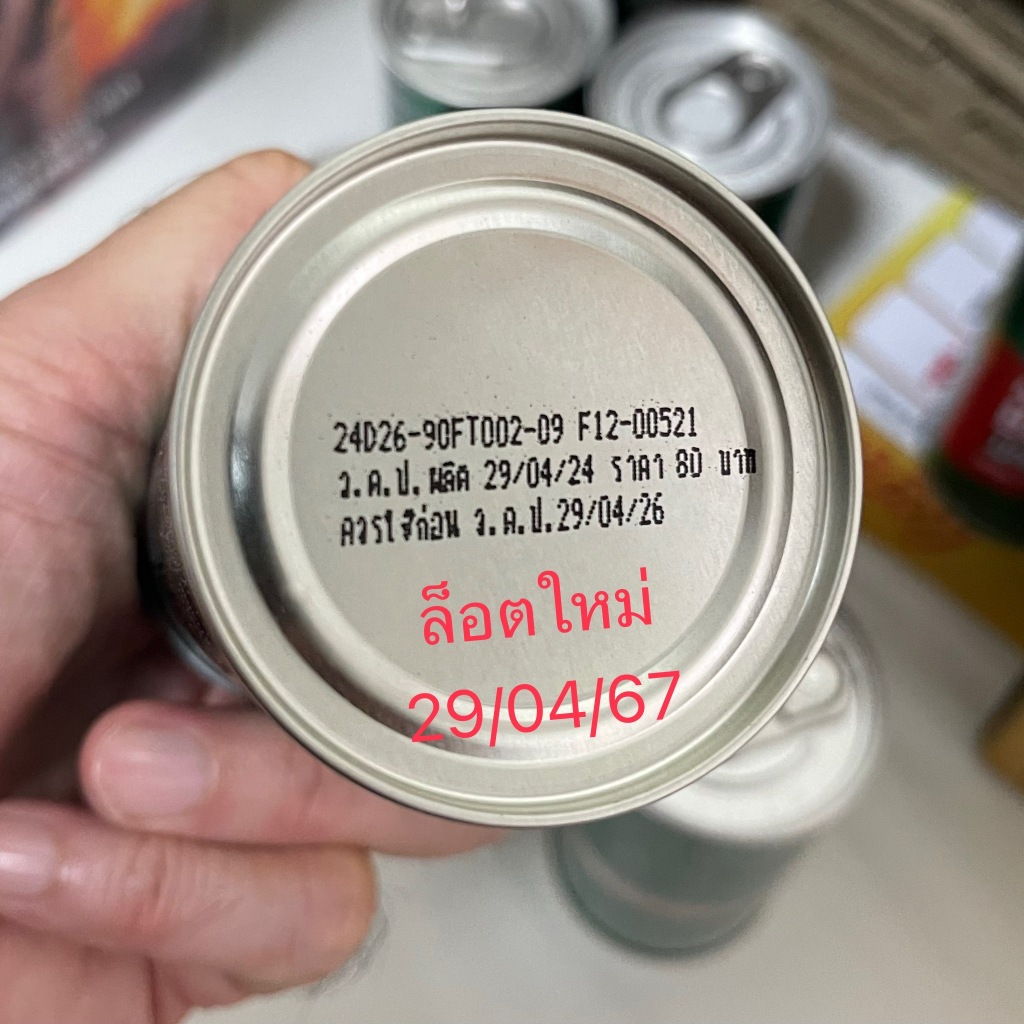 24D26-90FT002-09 F12-00521
ว.ด.ป. ผลิต 29/04/24 ราคา 80 บาท
ควรใช้ก่อน ว.ด.ป.29/04/26
ล็อตใหม่
29/04/67